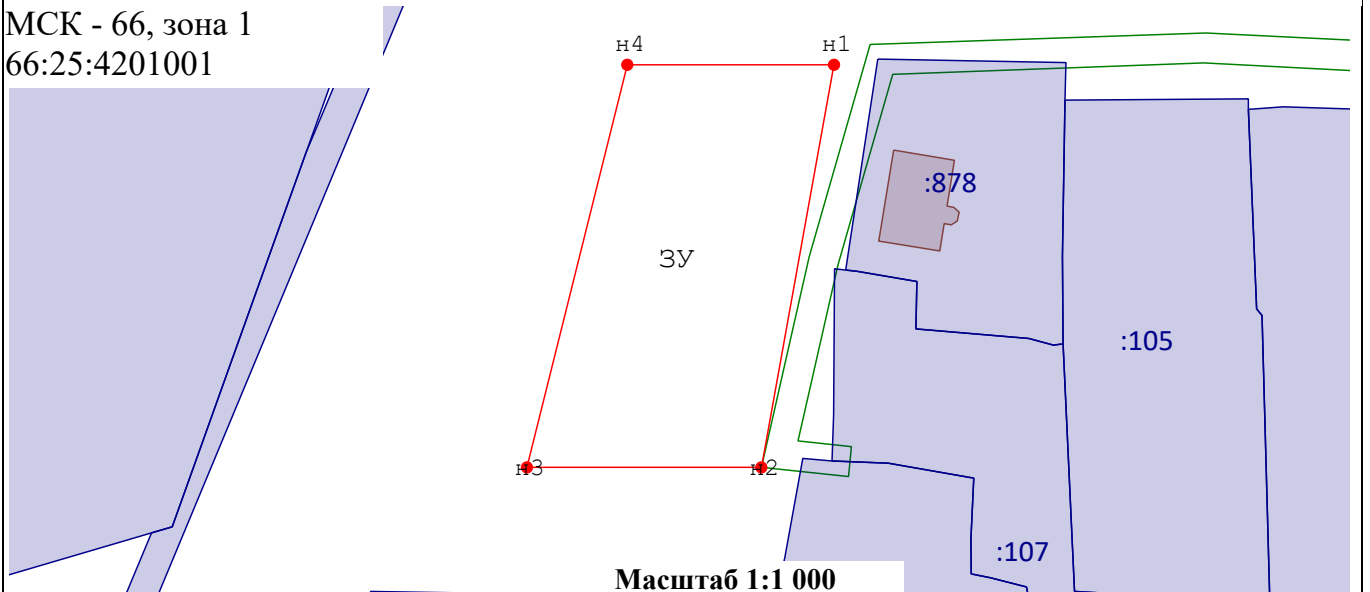 МСК - 66, зона 1
66:25:4201001
н4
н1
:878
ЗУ
:105
н3
н2
:107
Масштаб 1:1 000